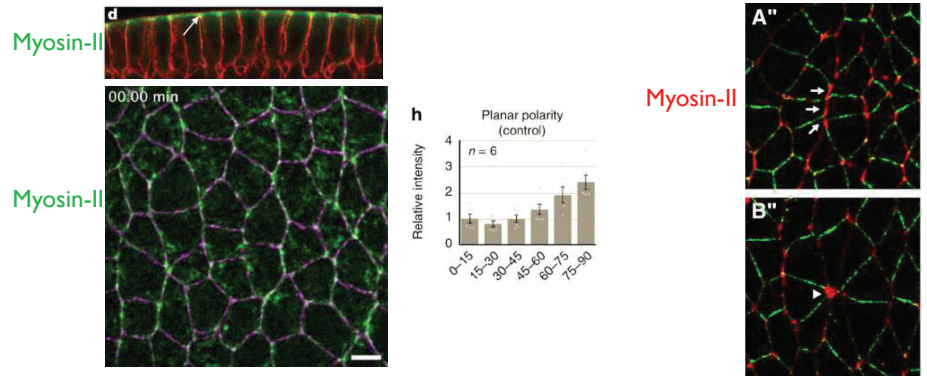 d
Myosin-II
00:00 min
Myosin-II
h
Planar polarity
(control)
n = 6
Relative intensity
4
3
2
1
0
0–15
15–30
30–45
45–60
60–75
75–90
Myosin-II
A"
B"